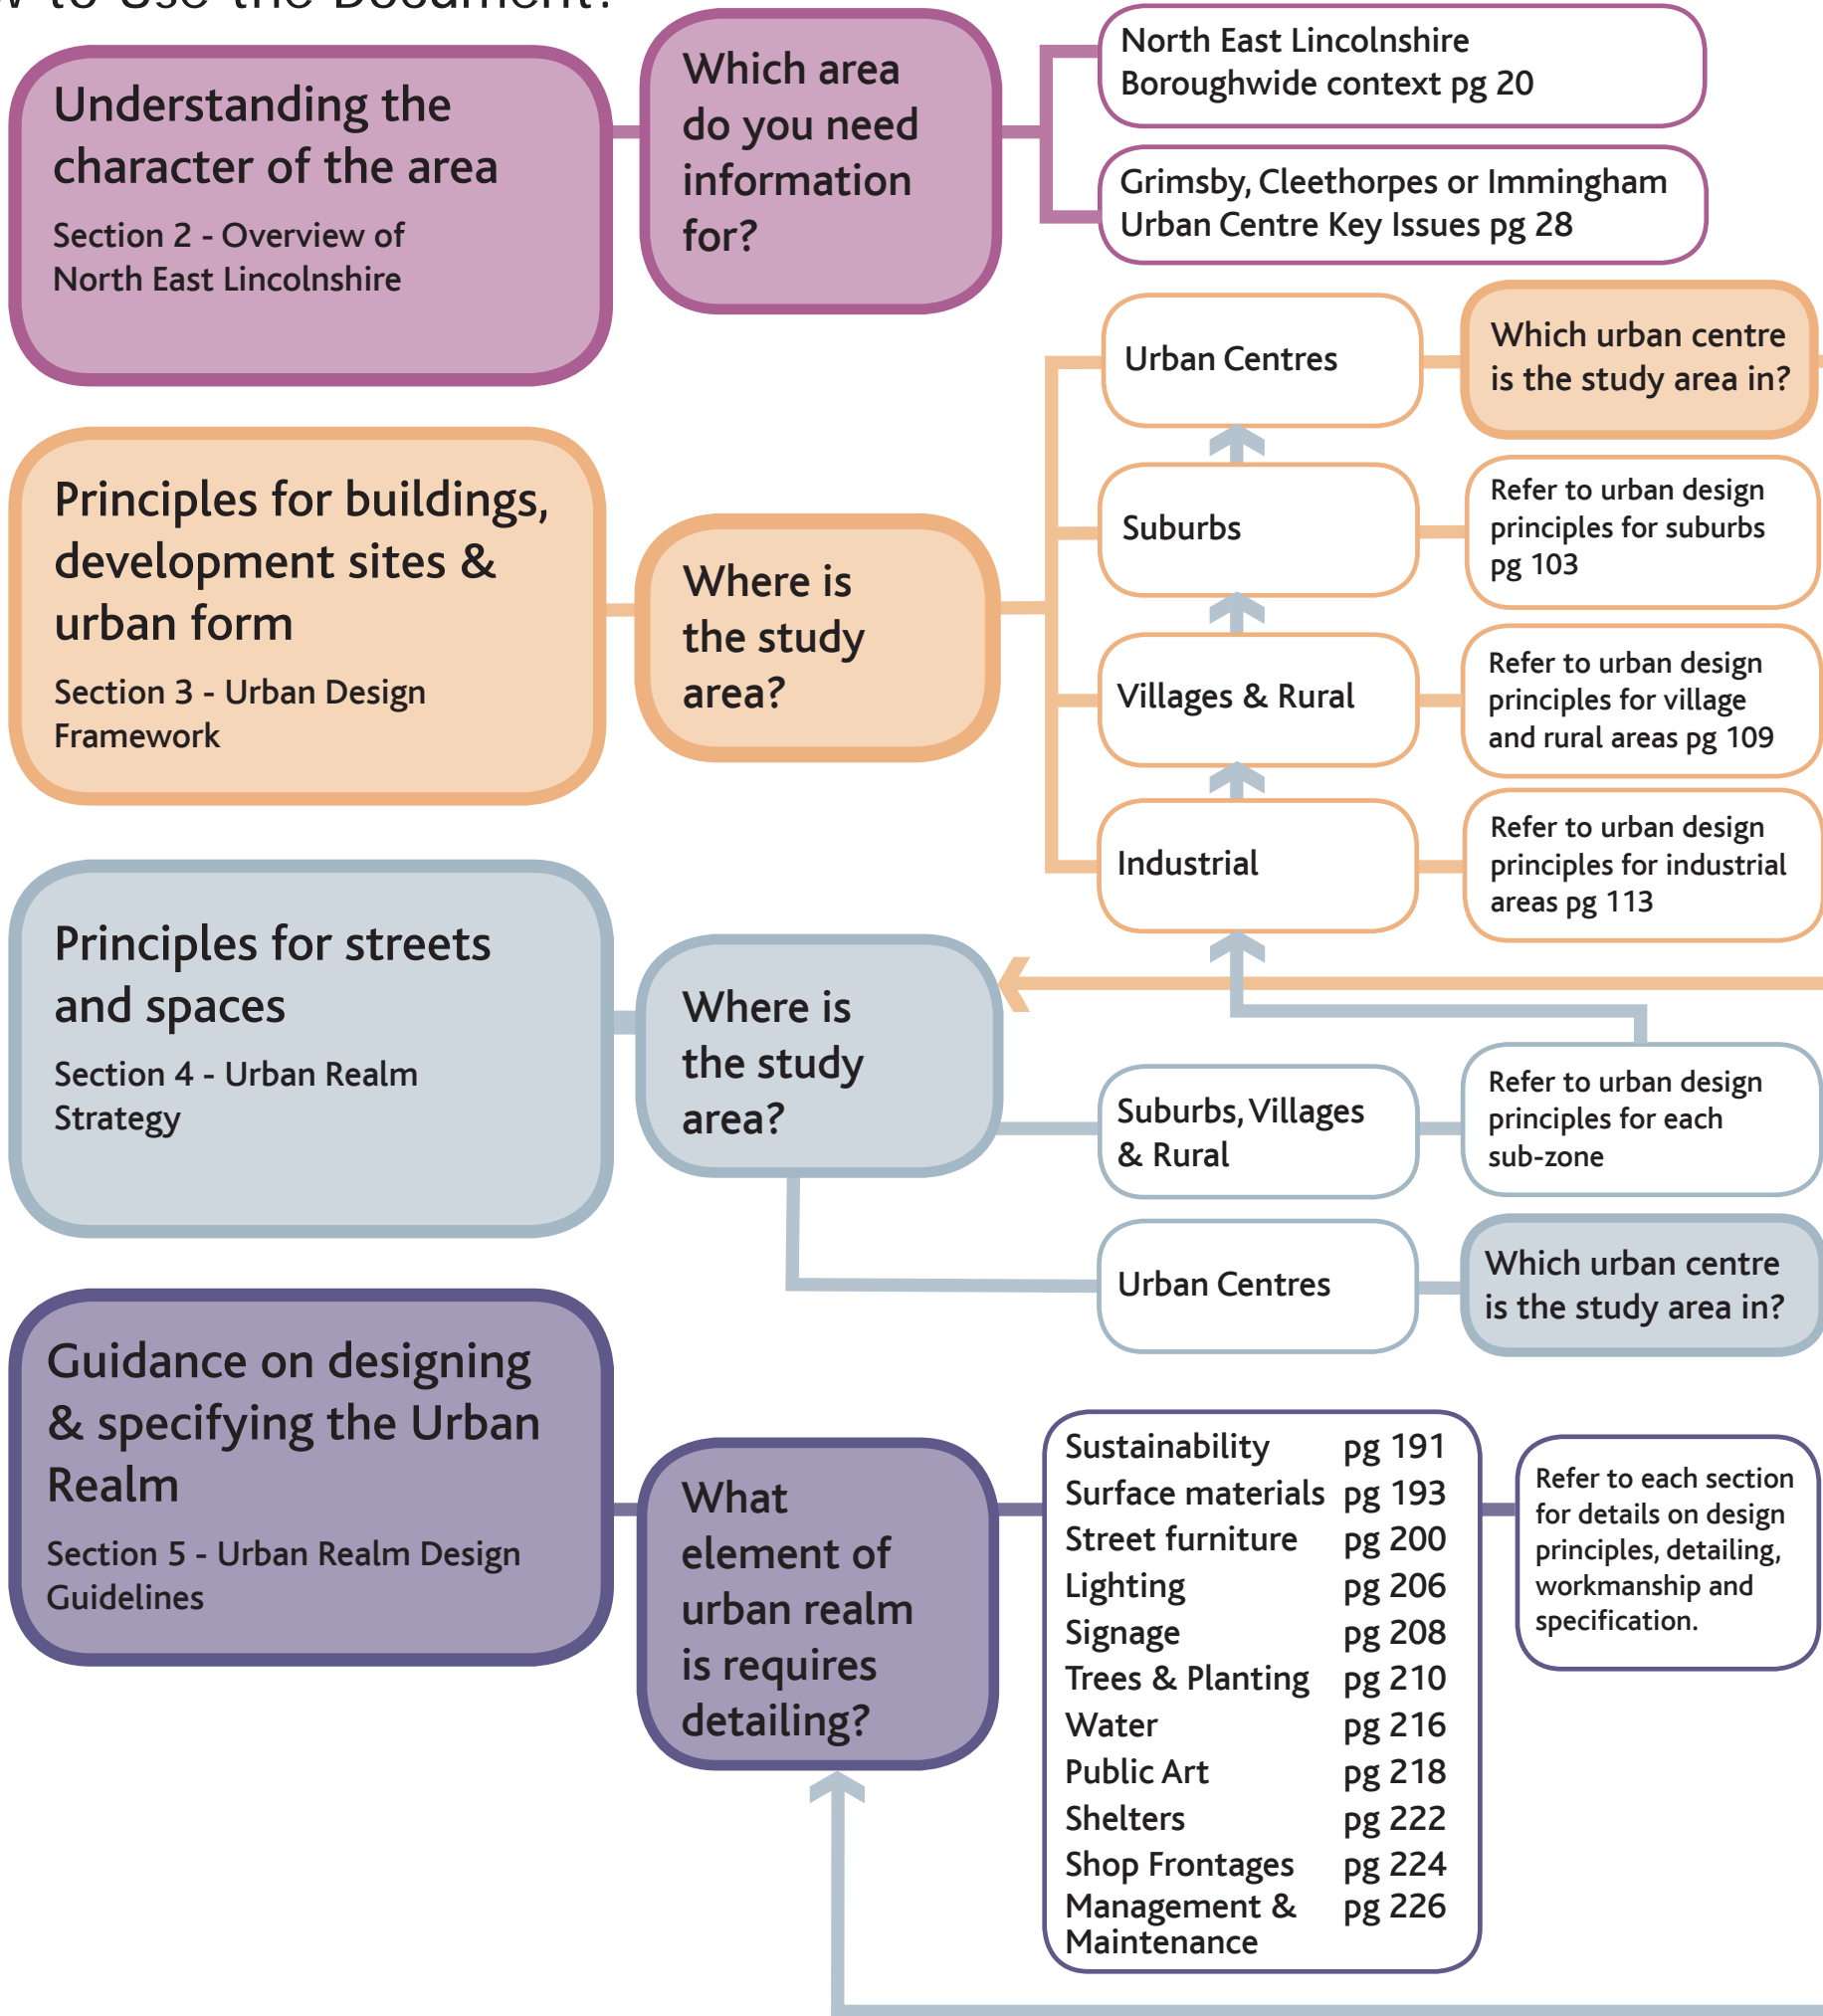 to Use the Document?
Understanding the
character of the area
Section 2 - Overview of
North East Lincolnshire
Which area
do you need
information
for?
North East Lincolnshire
Boroughwide context pg 20
Grimsby, Cleethorpes or Immingham
Urban Centre Key Issues pg 28
Principles for buildings,
development sites &
urban form
Section 3 - Urban Design
Framework
Where is
the study
area?
Urban Centres
Which urban centre
is the study area in?
Suburbs
Refer to urban design
principles for suburbs
pg 103
Villages & Rural
Refer to urban design
principles for village
and rural areas pg 109
Industrial
Refer to urban design
principles for industrial
areas pg 113
Principles for streets
and spaces
Section 4 - Urban Realm
Strategy
Where is
the study
area?
Suburbs, Villages
& Rural
Refer to urban design
principles for each
sub-zone
Urban Centres
Which urban centre
is the study area in?
Guidance on designing
& specifying the Urban
Realm
Section 5 - Urban Realm Design
Guidelines
What
element of
urban realm
is requires
detailing?
Sustainability pg 191
Surface materials pg 193
Street furniture pg 200
Lighting pg 206
Signage pg 208
Trees & Planting pg 210
Water pg 216
Public Art pg 218
Shelters pg 222
Shop Frontages pg 224
Management & pg 226
Maintenance
Refer to each section
for details on design
principles, detailing,
workmanship and
specification.